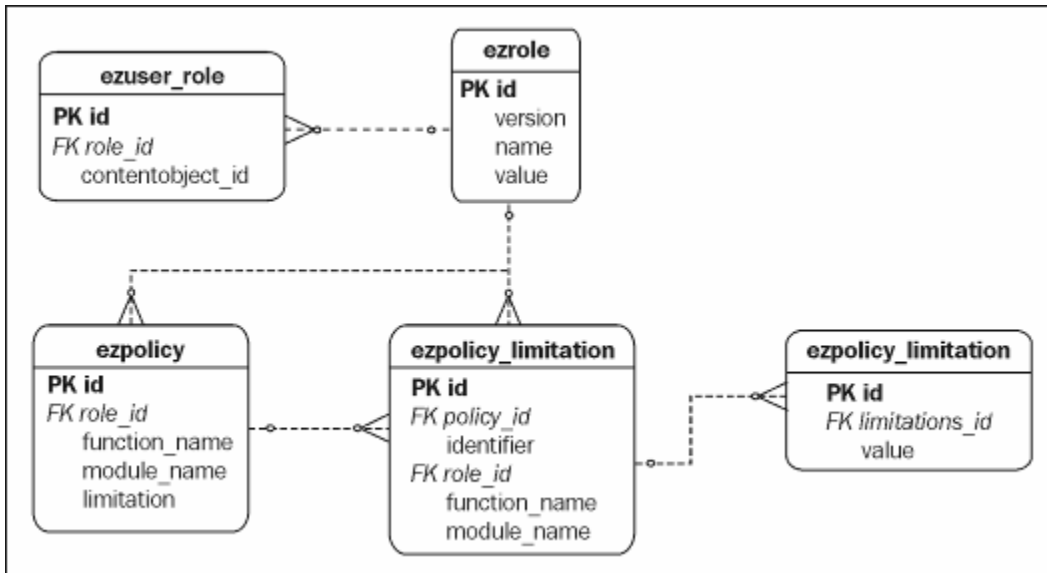 ezuser_role
PK id
FK role_id
contentobject_id
ezrole
PK id
version
name
value
ezpolicy
PK id
FK role_id
function_name
module_name
limitation
ezpolicy_limitation
PK id
FK policy_id
identifier
FK role_id
function_name
module_name
ezpolicy_limitation
PK id
FK limitations_id
value